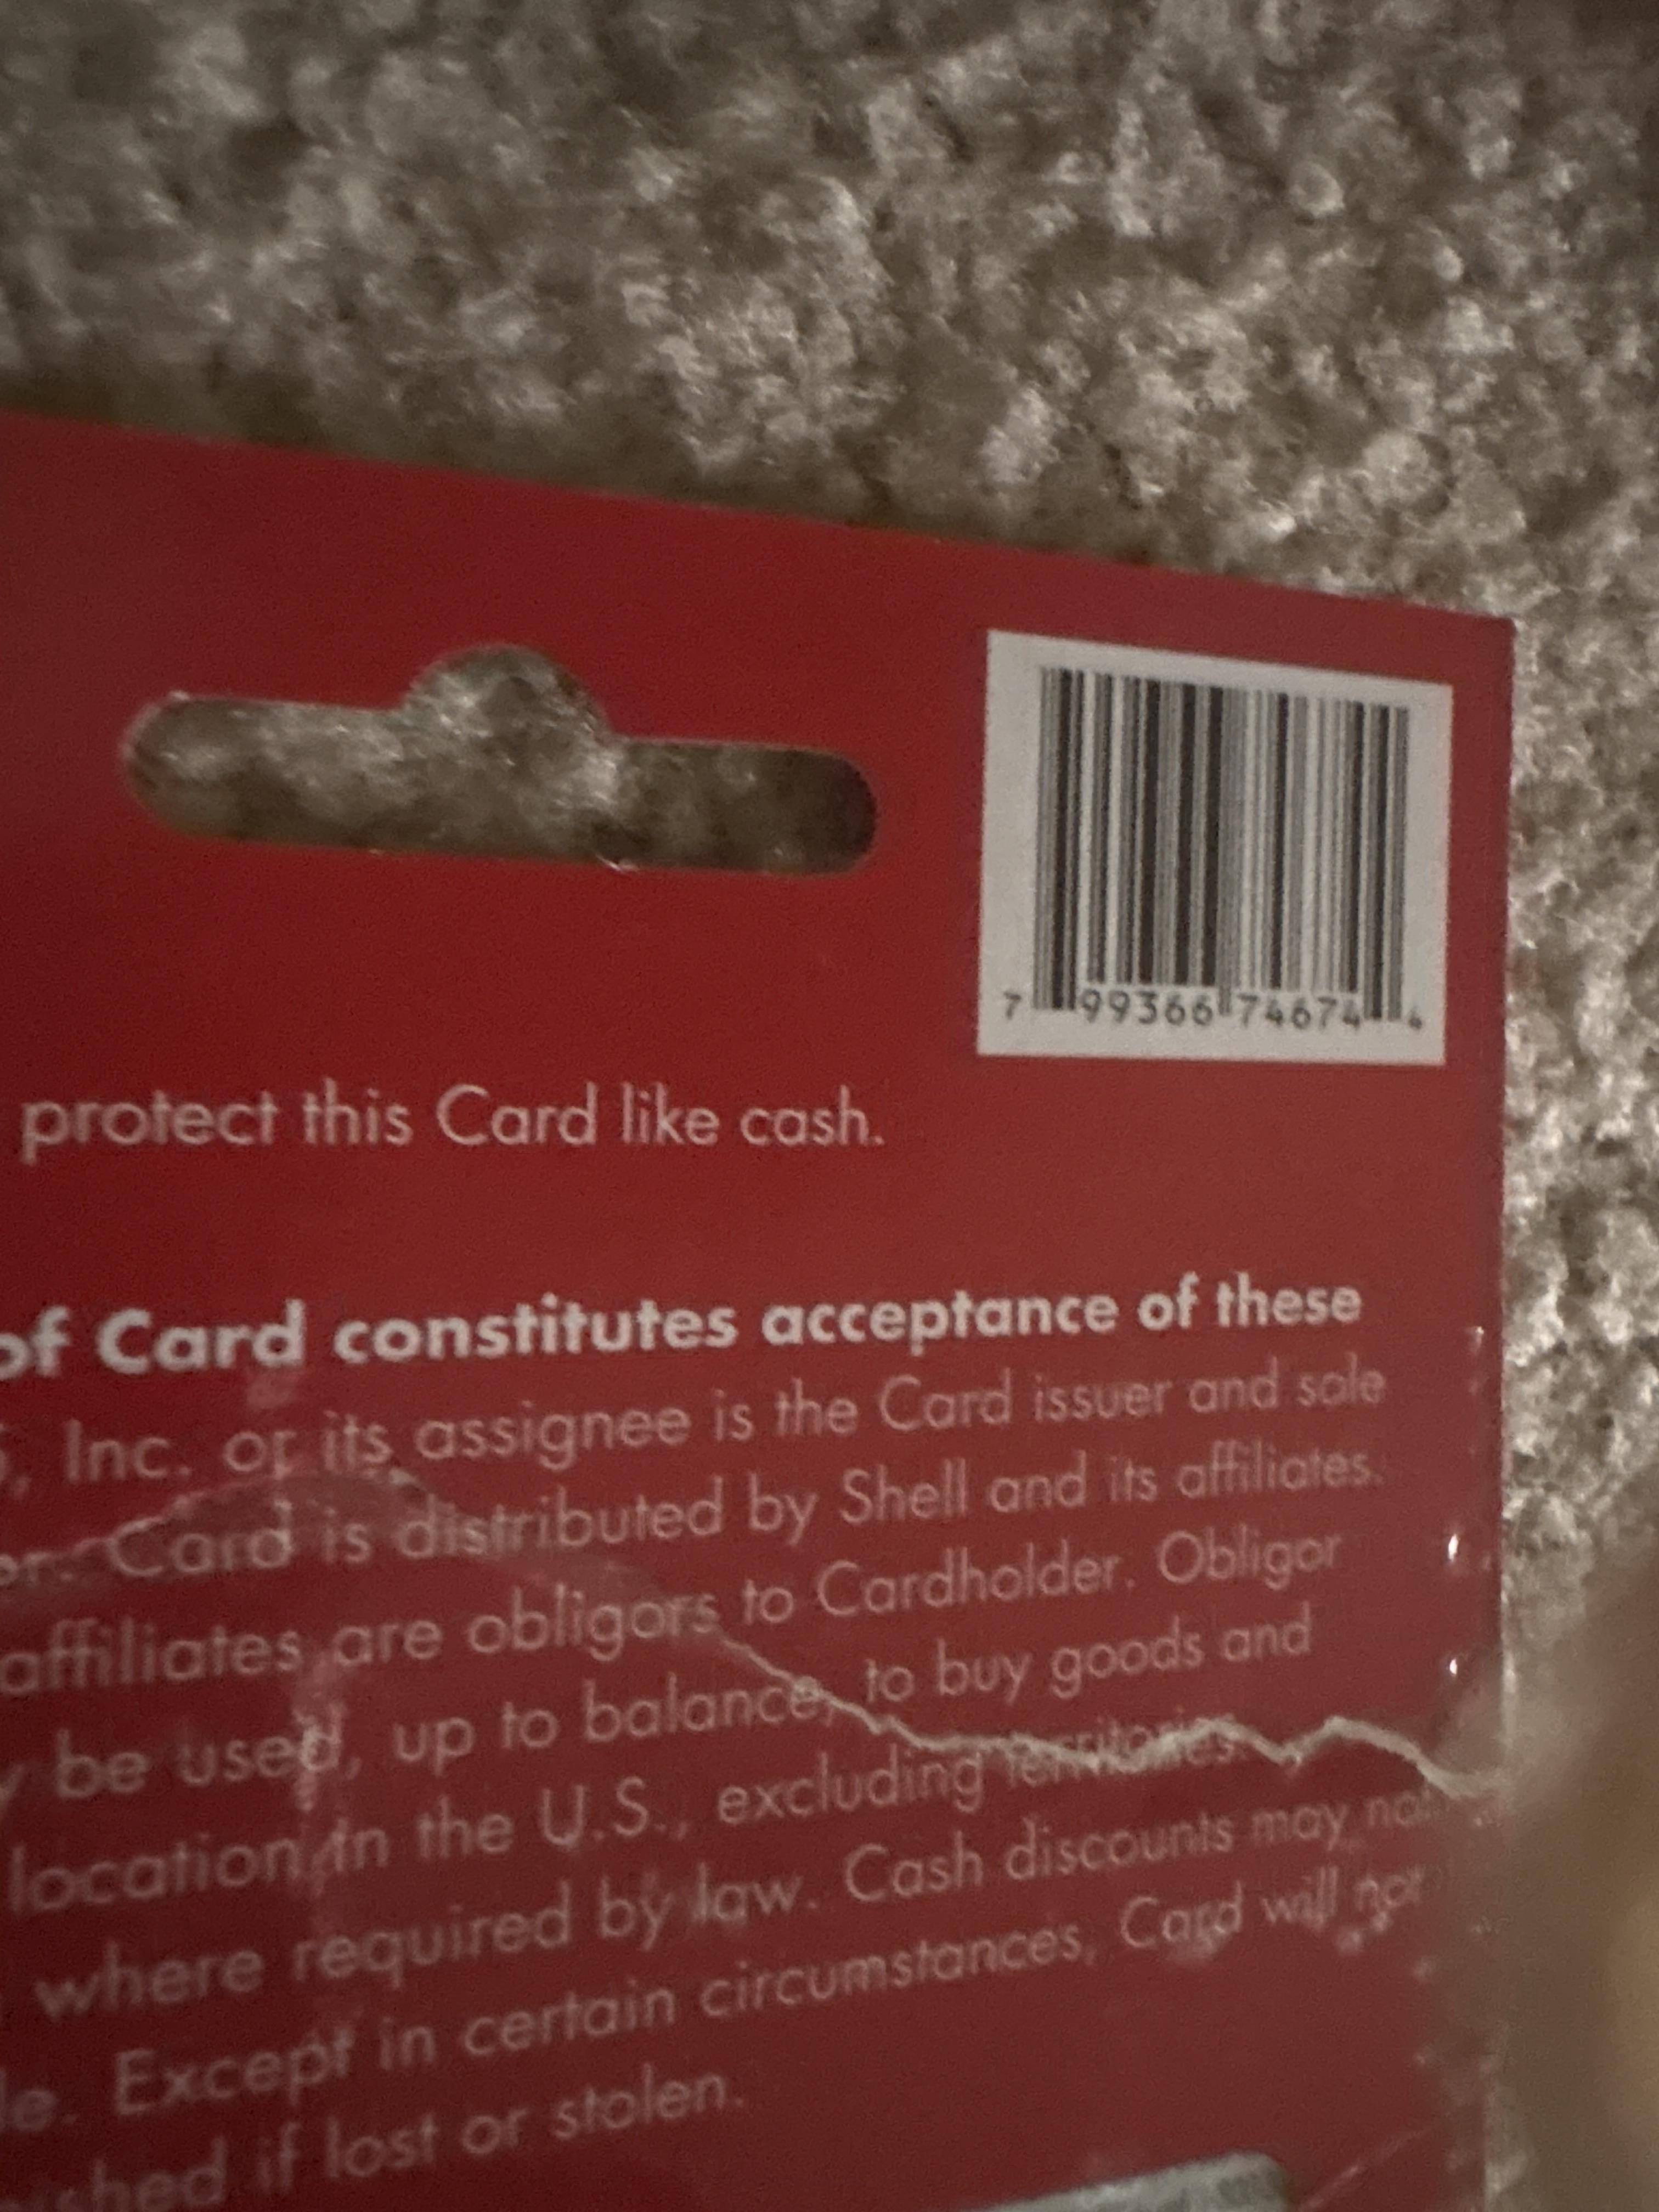 7 99366 74674 4
protect this Card like cash.
of Card constitutes acceptance of these
, Inc. or its assignee is the Card issuer and sole
Card is distributed by Shell and its affiliates.
affiliates are obligors to Cardholder. Obligor
be used, up to balance, to buy goods and
location in the U.S., excluding territories
where required by law. Cash discounts may not
. Except in certain circumstances, Card will not
if lost or stolen.